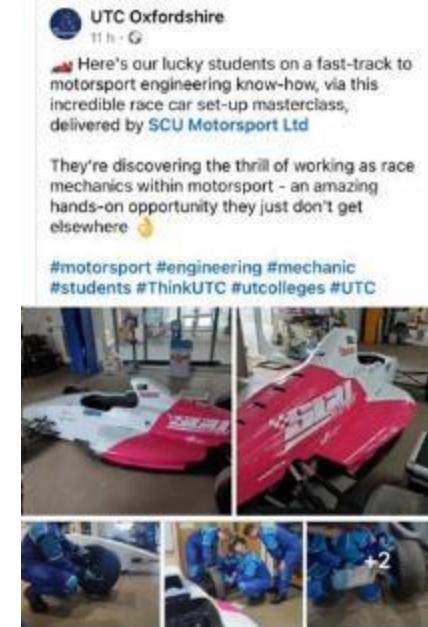 UTC Oxfordshire
11 h ·
Here's our lucky students on a fast-track to
motorsport engineering know-how, via this
incredible race car set-up masterclass,
delivered by SCU Motorsport Ltd
They're discovering the thrill of working as race
mechanics within motorsport - an amazing
hands-on opportunity they just don't get
elsewhere 👌
#motorsport #engineering #mechanic
#students #ThinkUTC #utcolleges #UTC
SCU
+2